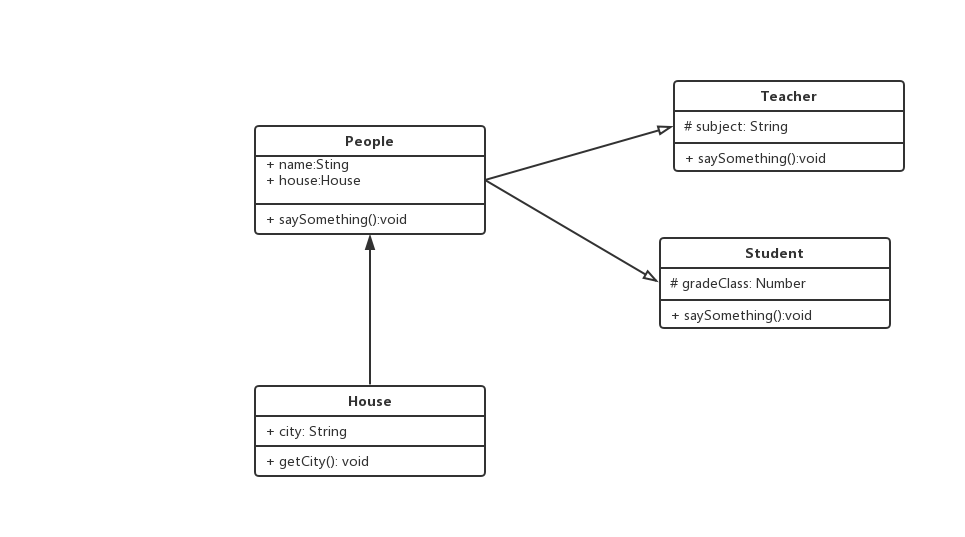 People
+ name:Sting
+ house:House
+ saySomething():void
Teacher
# subject: String
+ saySomething():void
Student
# gradeClass: Number
+ saySomething():void
House
+ city: String
+ getCity(): void